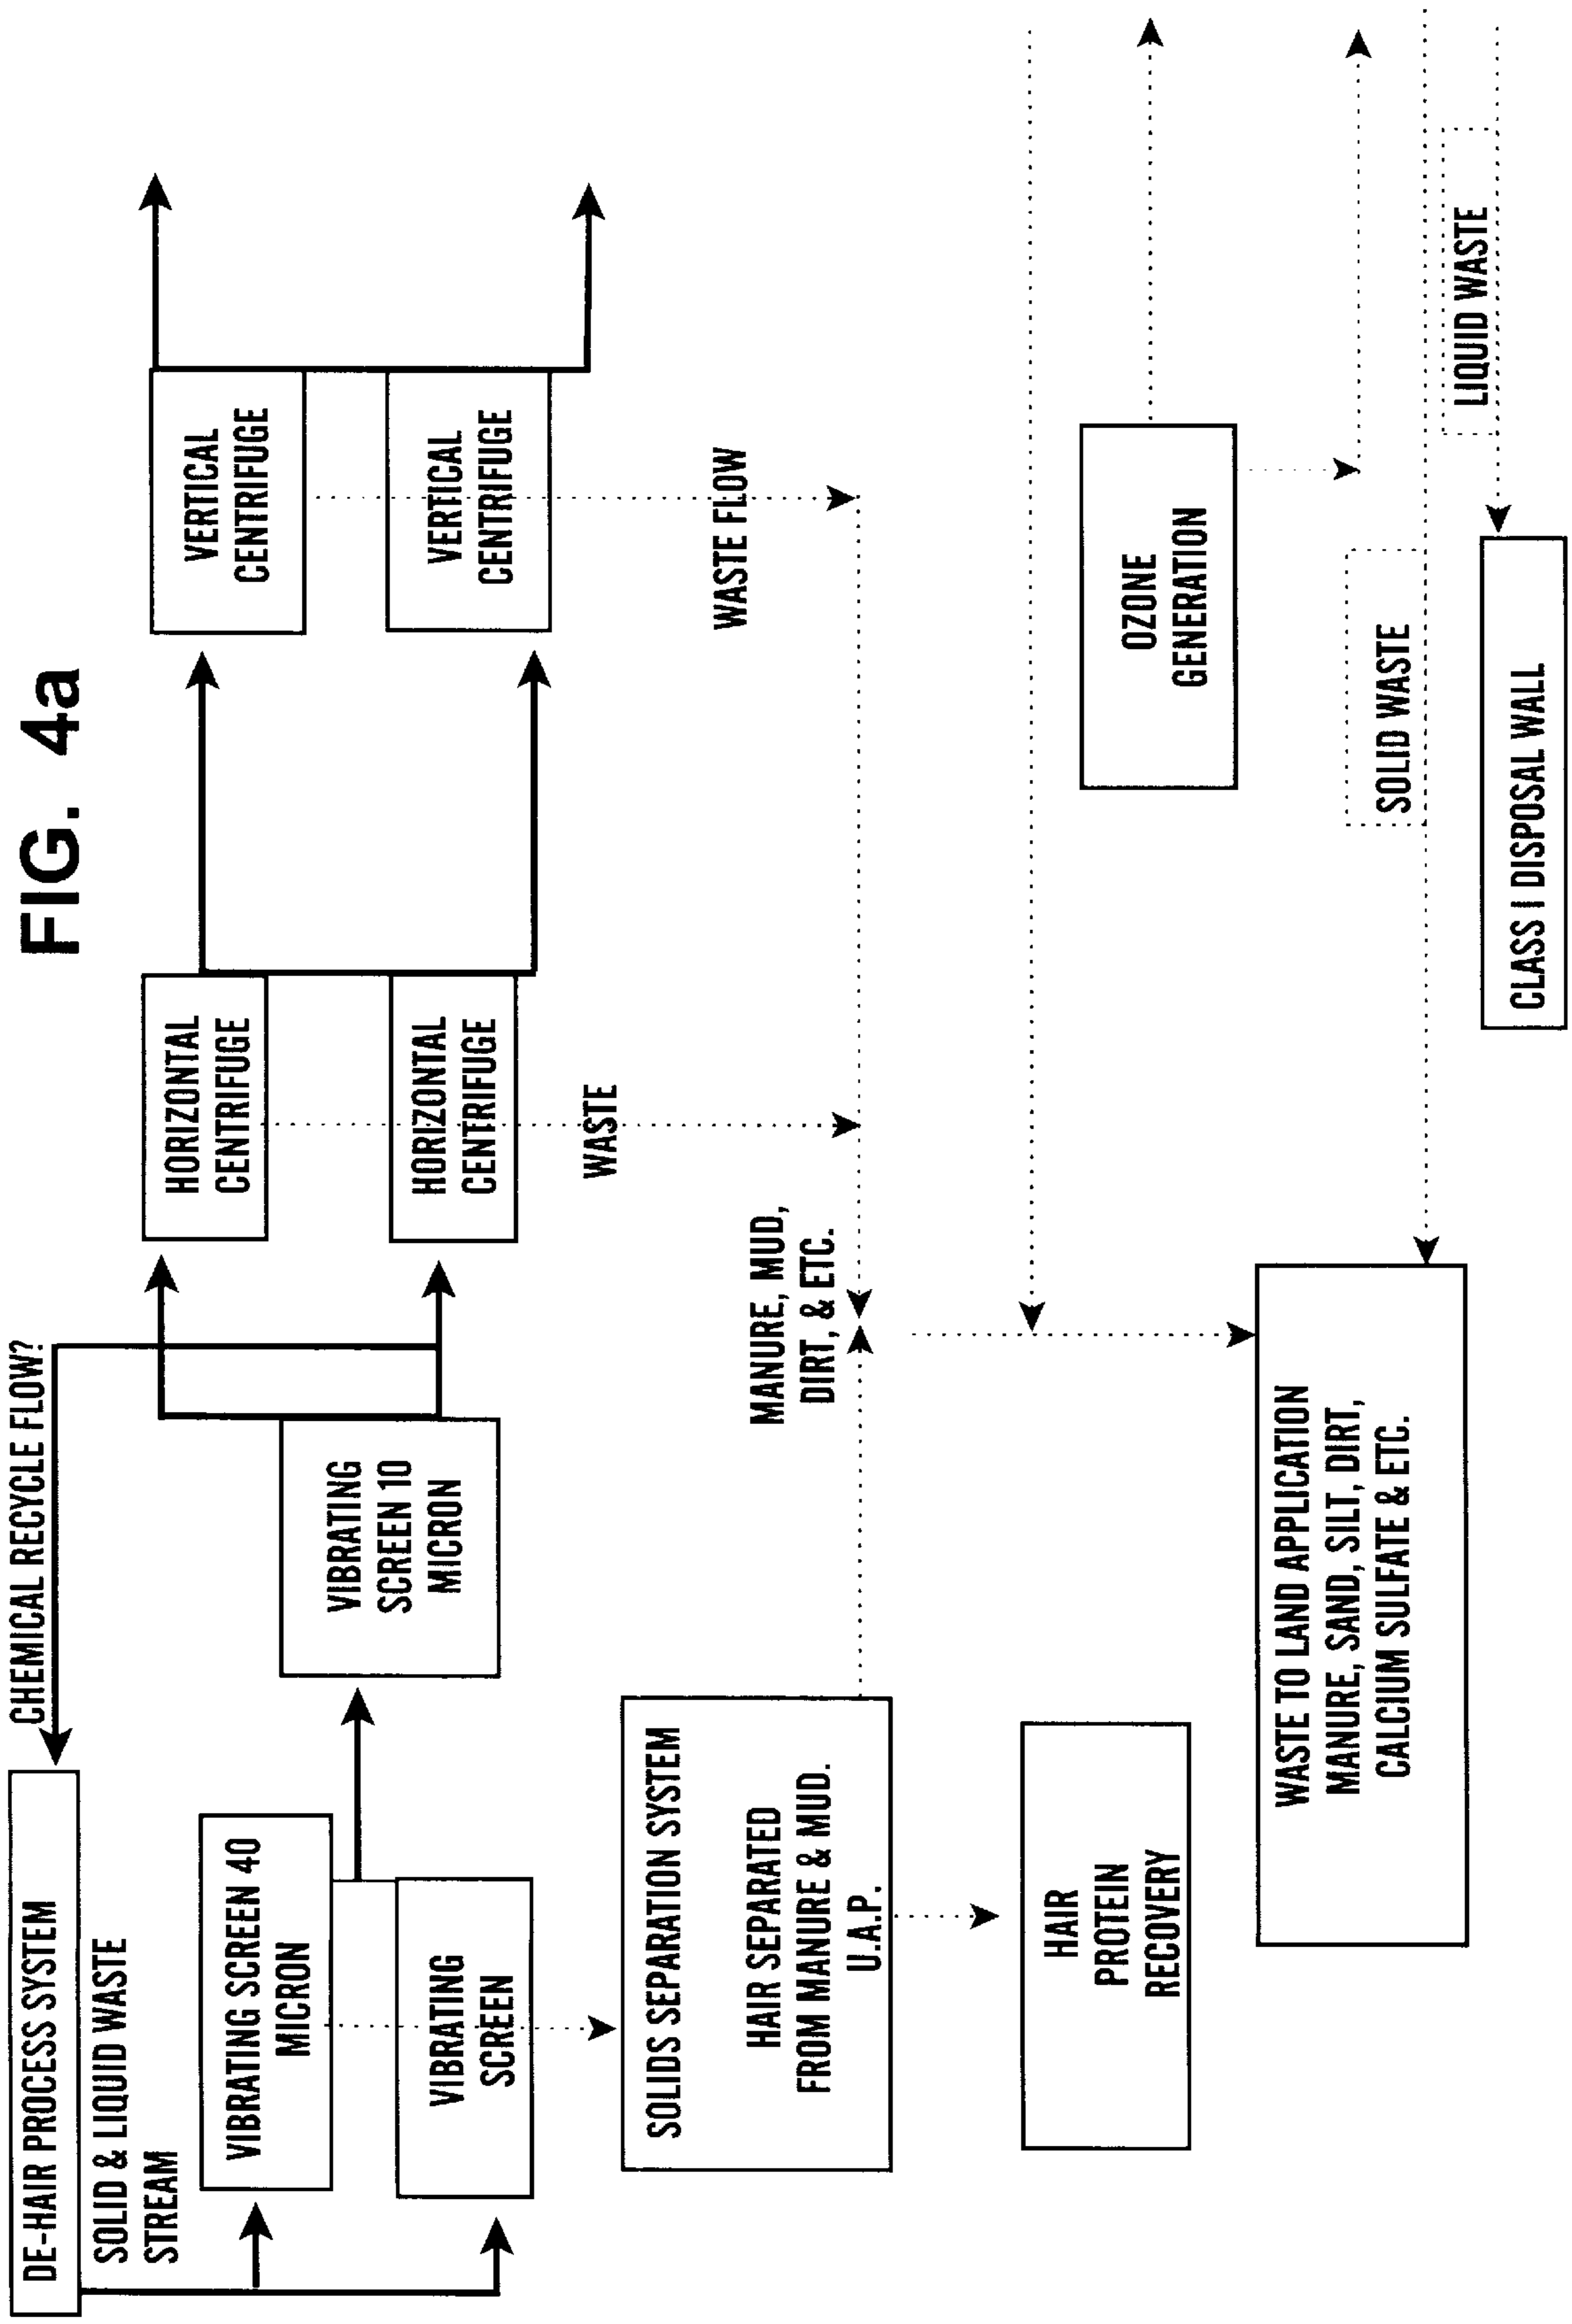 FIG. 4a
DE-HAIR PROCESS SYSTEM
CHEMICAL RECYCLE FLOW?
SOLID & LIQUID WASTE
STREAM
VIBRATING SCREEN 40
MICRON
VIBRATING
SCREEN
VIBRATING
SCREEN 10
MICRON
HORIZONTAL
CENTRIFUGE
HORIZONTAL
CENTRIFUGE
VERTICAL
CENTRIFUGE
VERTICAL
CENTRIFUGE
WASTE
WASTE FLOW
SOLIDS SEPARATION SYSTEM
HAIR SEPARATED
FROM MANURE & MUD.
U.A.P.
MANURE, MUD,
DIRT, & ETC.
HAIR
PROTEIN
RECOVERY
OZONE
GENERATION
WASTE TO LAND APPLICATION
MANURE, SAND, SILT, DIRT,
CALCIUM SULFATE & ETC.
SOLID WASTE
LIQUID WASTE
CLASS I DISPOSAL WALL